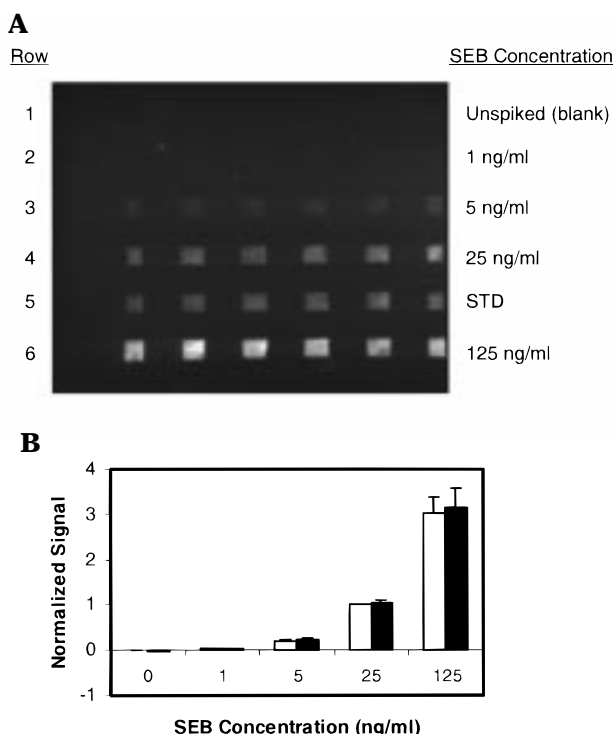 A
Row SEB Concentration
1 Unspiked (blank)
2 1 ng/ml
3 5 ng/ml
4 25 ng/ml
5 STD
6 125 ng/ml
B
Normalized Signal
4
3
2
1
0
-1
0 1 5 25 125
SEB Concentration (ng/ml)